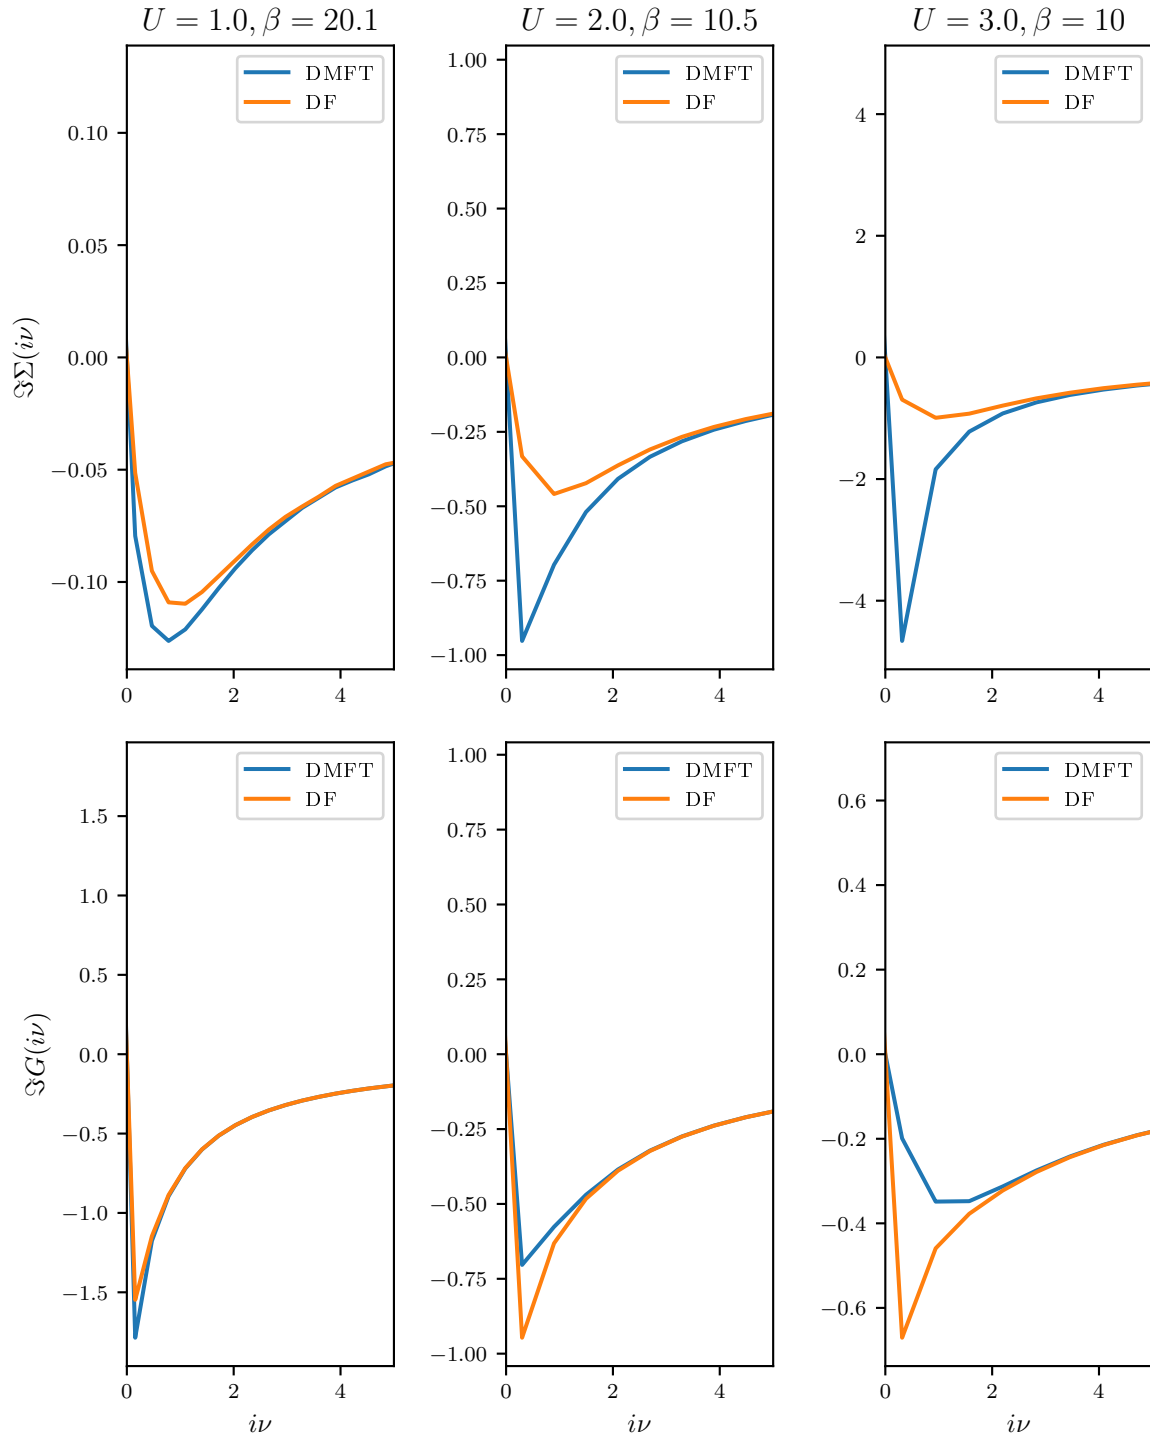 U = 1.0, β = 20.1
U = 2.0, β = 10.5
U = 3.0, β = 10
ℑΣ(iν)
0.10
0.05
0.00
−0.05
−0.10
0 2 4
DMFT
DF
1.00
0.75
0.50
0.25
0.00
−0.25
−0.50
−0.75
−1.00
0 2 4
DMFT
DF
4
2
0
−2
−4
0 2 4
DMFT
DF
ℑG(iν)
1.5
1.0
0.5
0.0
−0.5
−1.0
−1.5
0 2 4
iν
DMFT
DF
1.00
0.75
0.50
0.25
0.00
−0.25
−0.50
−0.75
−1.00
0 2 4
iν
DMFT
DF
0.6
0.4
0.2
0.0
−0.2
−0.4
−0.6
0 2 4
iν
DMFT
DF